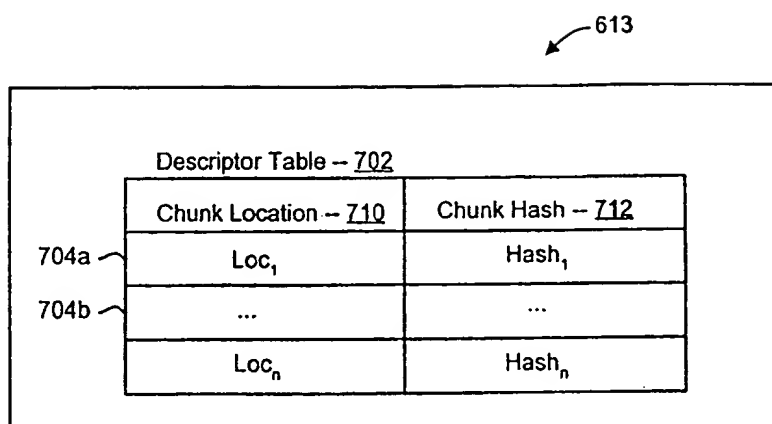 613
Descriptor Table -- 702
Chunk Location -- 710 Chunk Hash -- 712
704a Loc₁ Hash₁
704b ... ...
Locₙ Hashₙ